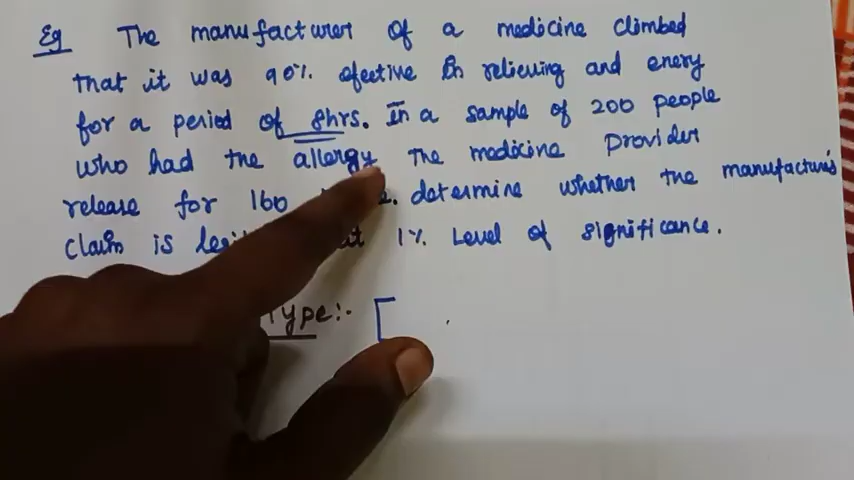 Eg The manufacturer of a medicine climbed
that it was 90% efective in relieving and enery
for a period of 8hrs. In a sample of 200 people
who had the allergy The medicine provider
release for 160 determine whether the manufacture's
claim is at 1% Level of significance.
Type:-